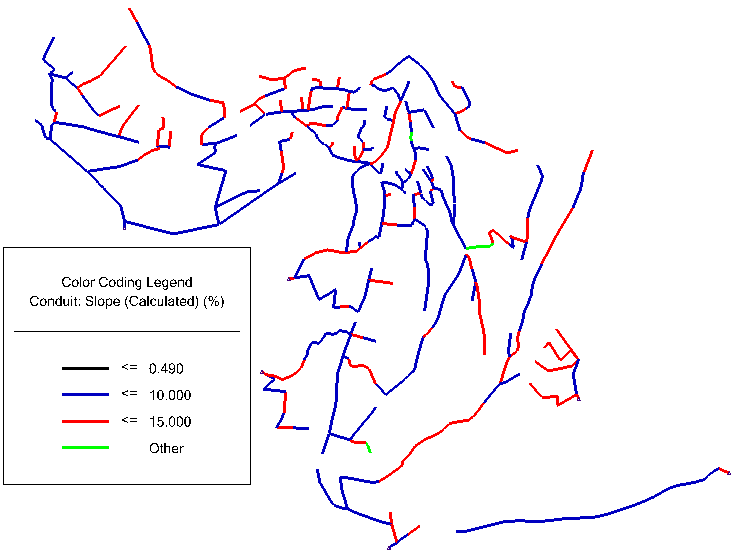 Color Coding Legend
Conduit: Slope (Calculated) (%)
<= 0.490
<= 10.000
<= 15.000
Other